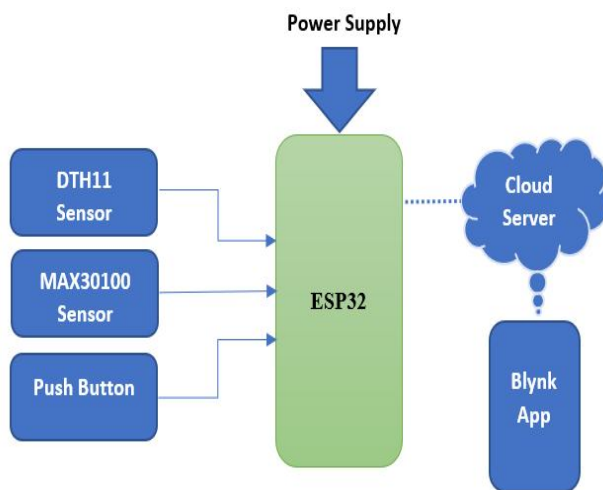 Power Supply
DTH11
Sensor
MAX30100
Sensor
Push Button
ESP32
Cloud
Server
Blynk
App